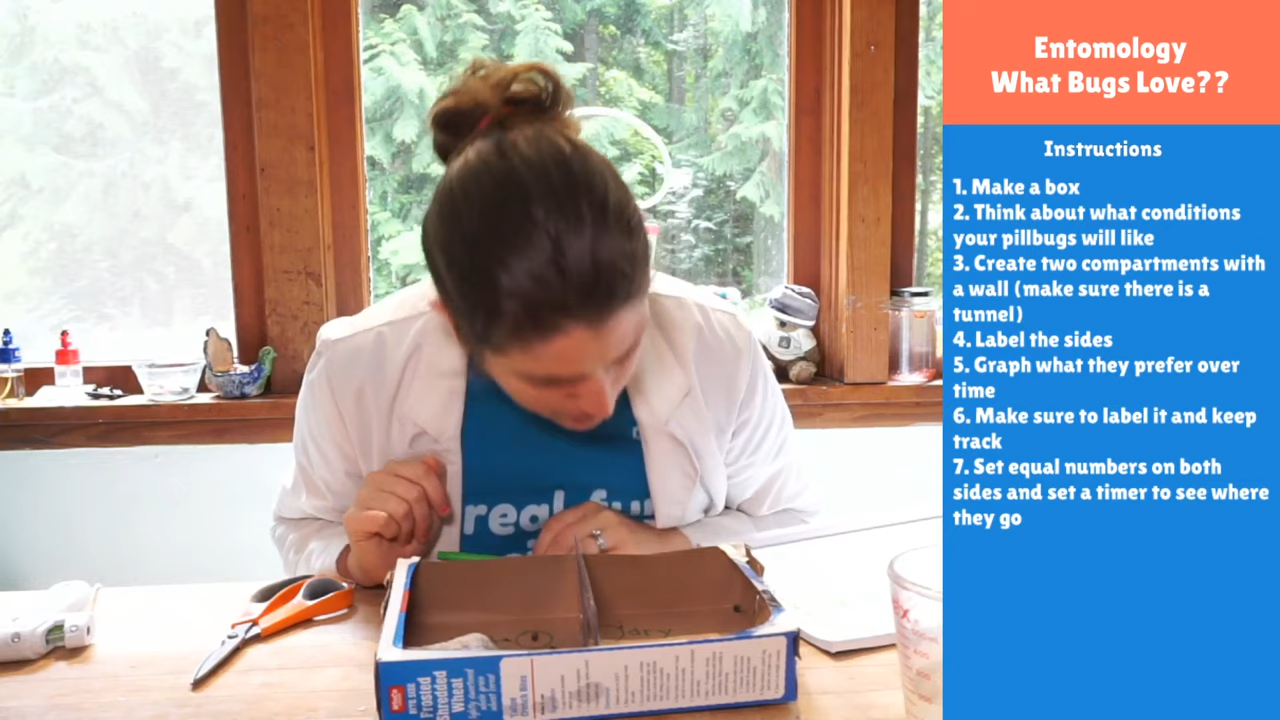 Entomology
What Bugs Love??
Instructions
1. Make a box
2. Think about what conditions
your pillbugs will like
3. Create two compartments with
a wall (make sure there is a
tunnel)
4. Label the sides
5. Graph what they prefer over
time
6. Make sure to label it and keep
track
7. Set equal numbers on both
sides and set a timer to see where
they go
real fu
Frosted
Shredded
Wheat